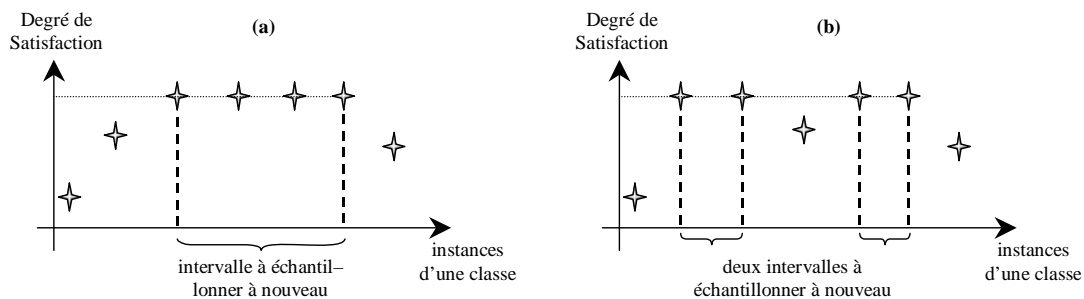 Degré de
Satisfaction
(a)
instances
d'une classe
intervalle à échantil–
lonner à nouveau
Degré de
Satisfaction
(b)
instances
d'une classe
deux intervalles à
échantillonner à nouveau